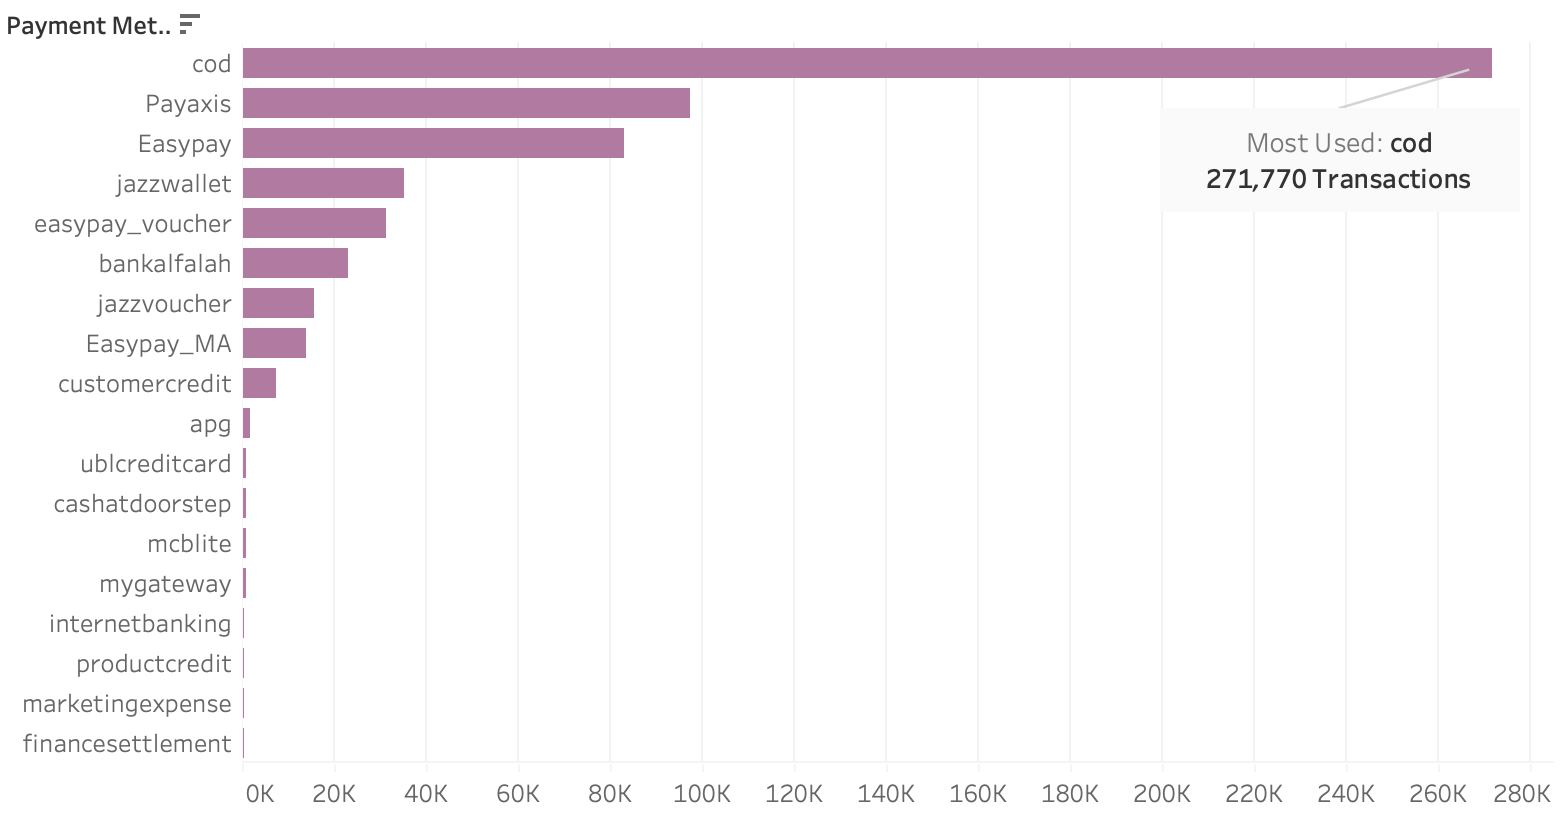 Payment Met..
cod
Payaxis
Easypay
jazzwallet
easypay_voucher
bankalfalah
jazzvoucher
Easypay_MA
customercredit
apg
ublcreditcard
cashatdoorstep
mcblite
mygateway
internetbanking
productcredit
marketingexpense
financesettlement
Most Used: cod
271,770 Transactions
0K 20K 40K 60K 80K 100K 120K 140K 160K 180K 200K 220K 240K 260K 280K